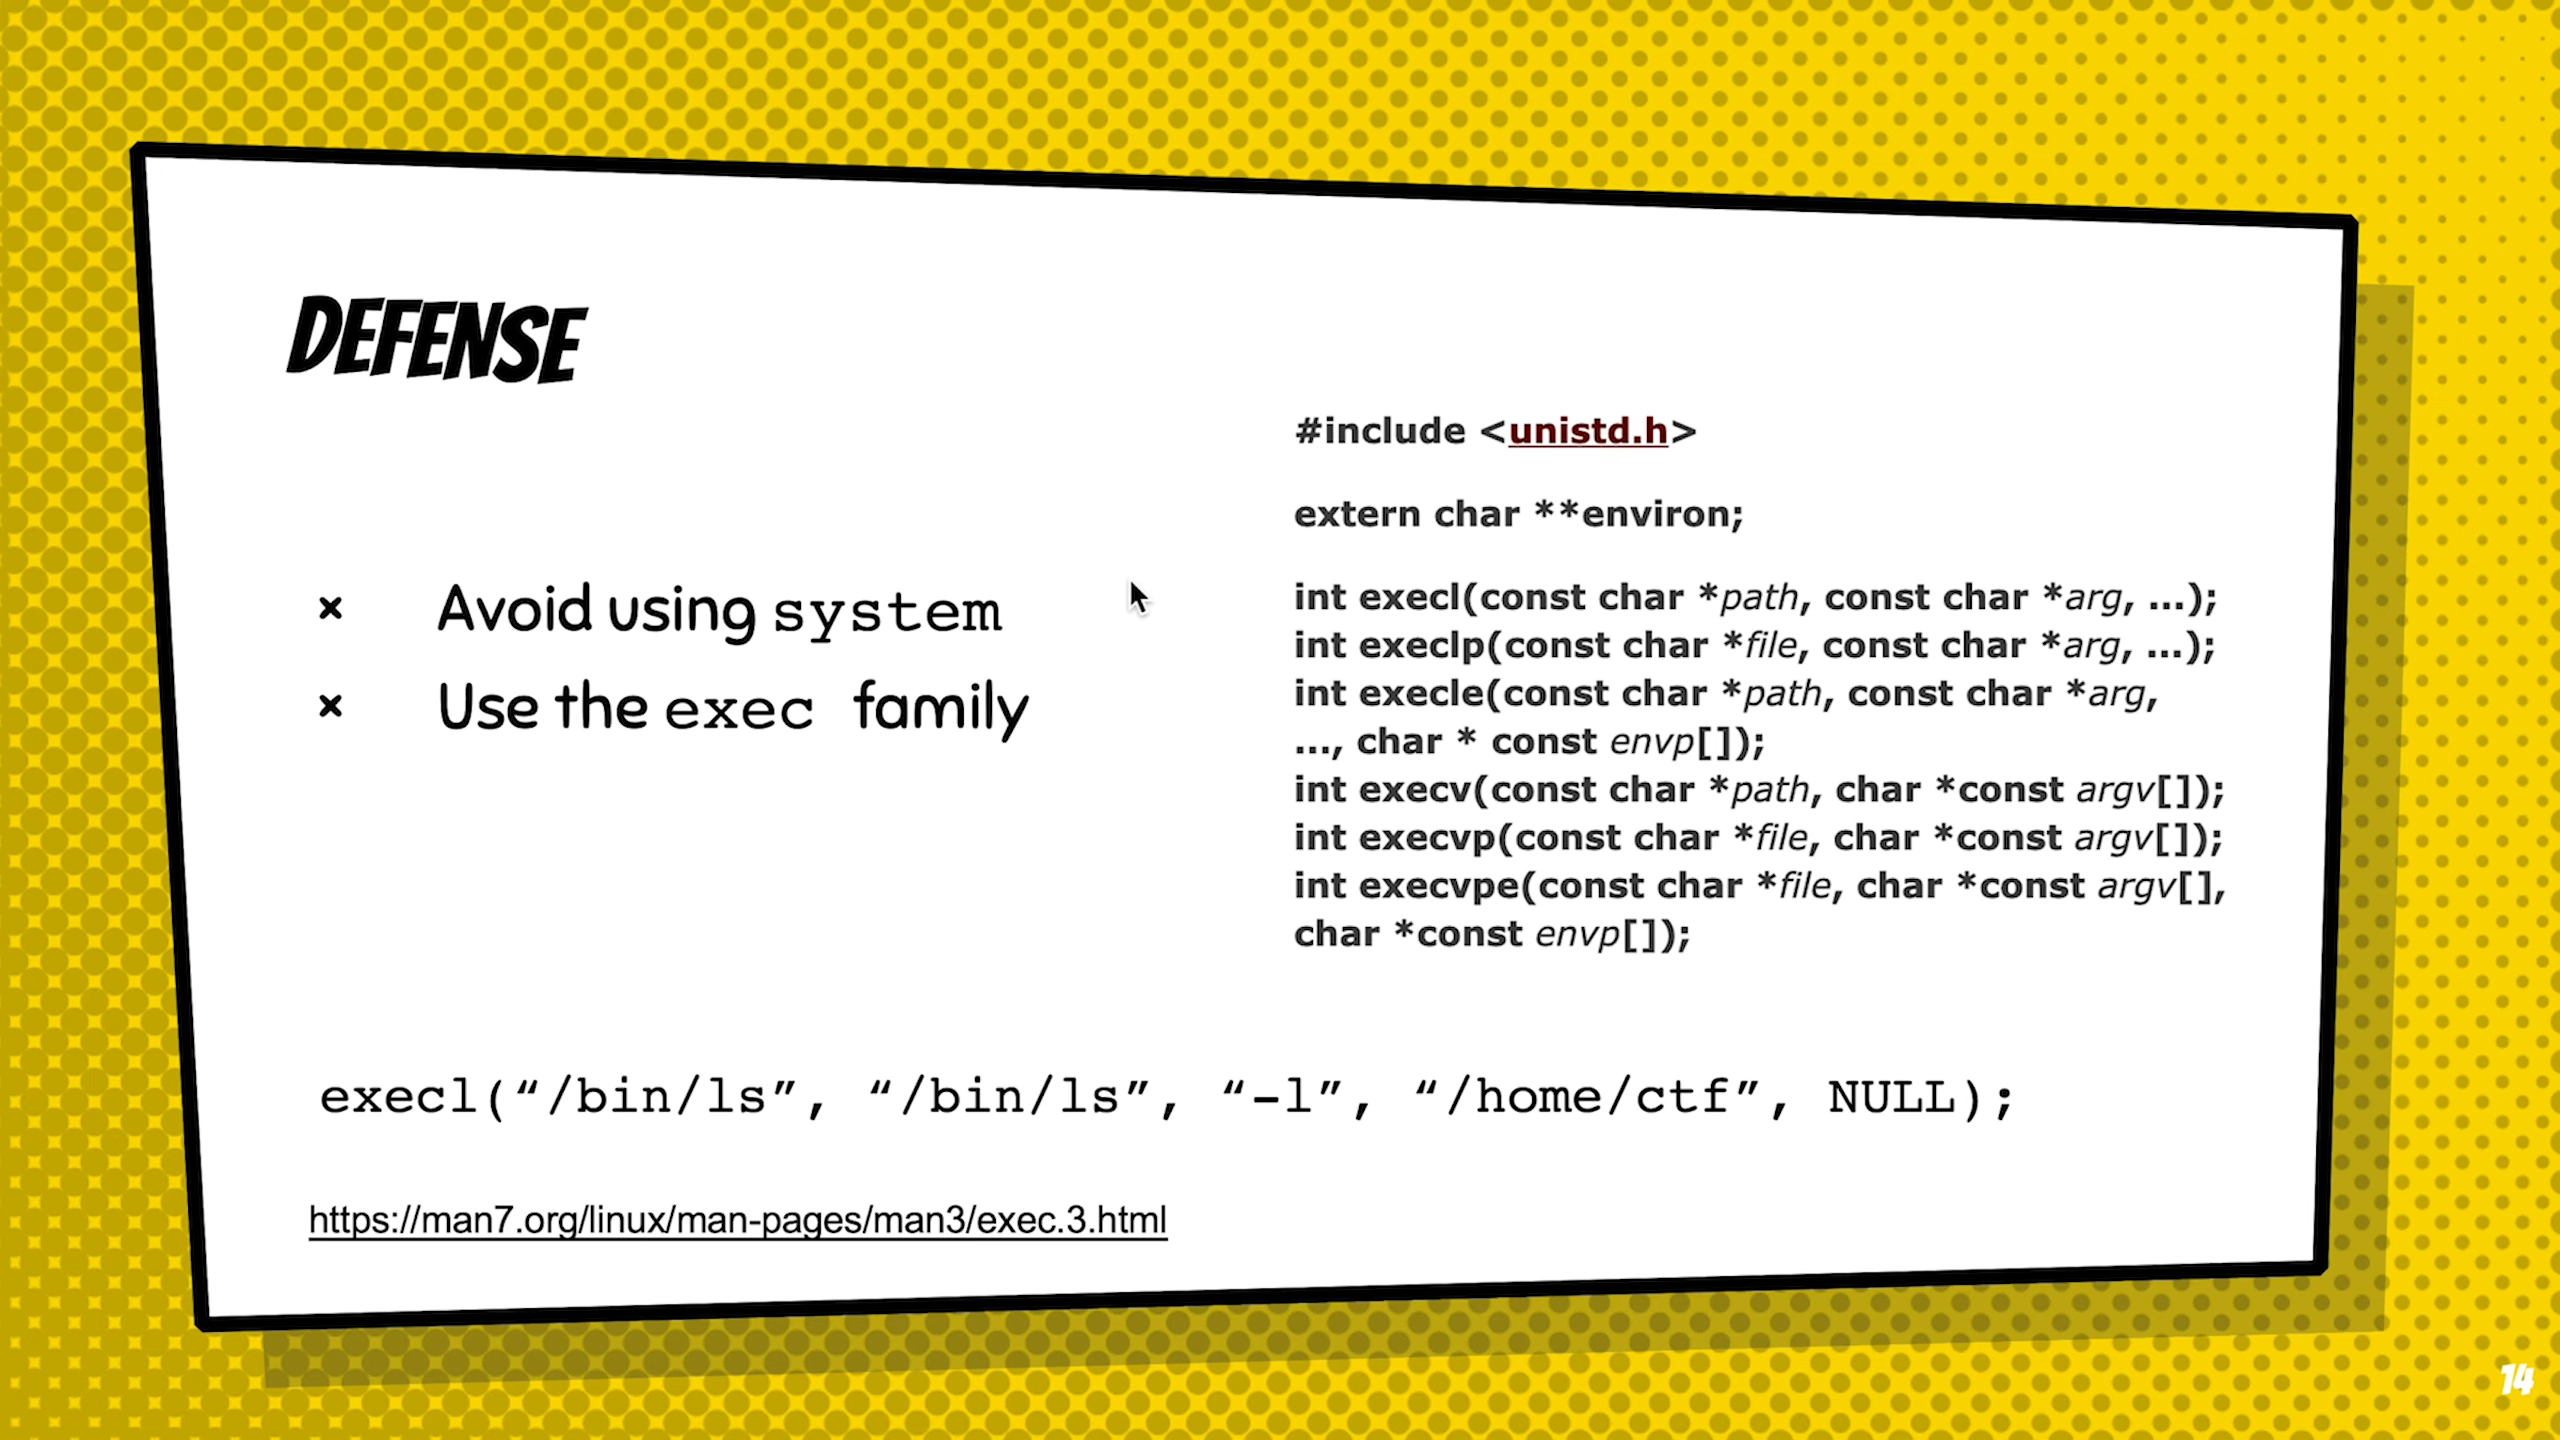 DEFENSE
× Avoid using system
× Use the exec family
#include <unistd.h>
extern char **environ;
int execl(const char *path, const char *arg, ...);
int execlp(const char *file, const char *arg, ...);
int execle(const char *path, const char *arg,
..., char * const envp[]);
int execv(const char *path, char *const argv[]);
int execvp(const char *file, char *const argv[]);
int execvpe(const char *file, char *const argv[],
char *const envp[]);
execl(“/bin/ls”, “/bin/ls”, “-l”, “/home/ctf”, NULL);
https://man7.org/linux/man-pages/man3/exec.3.html
14